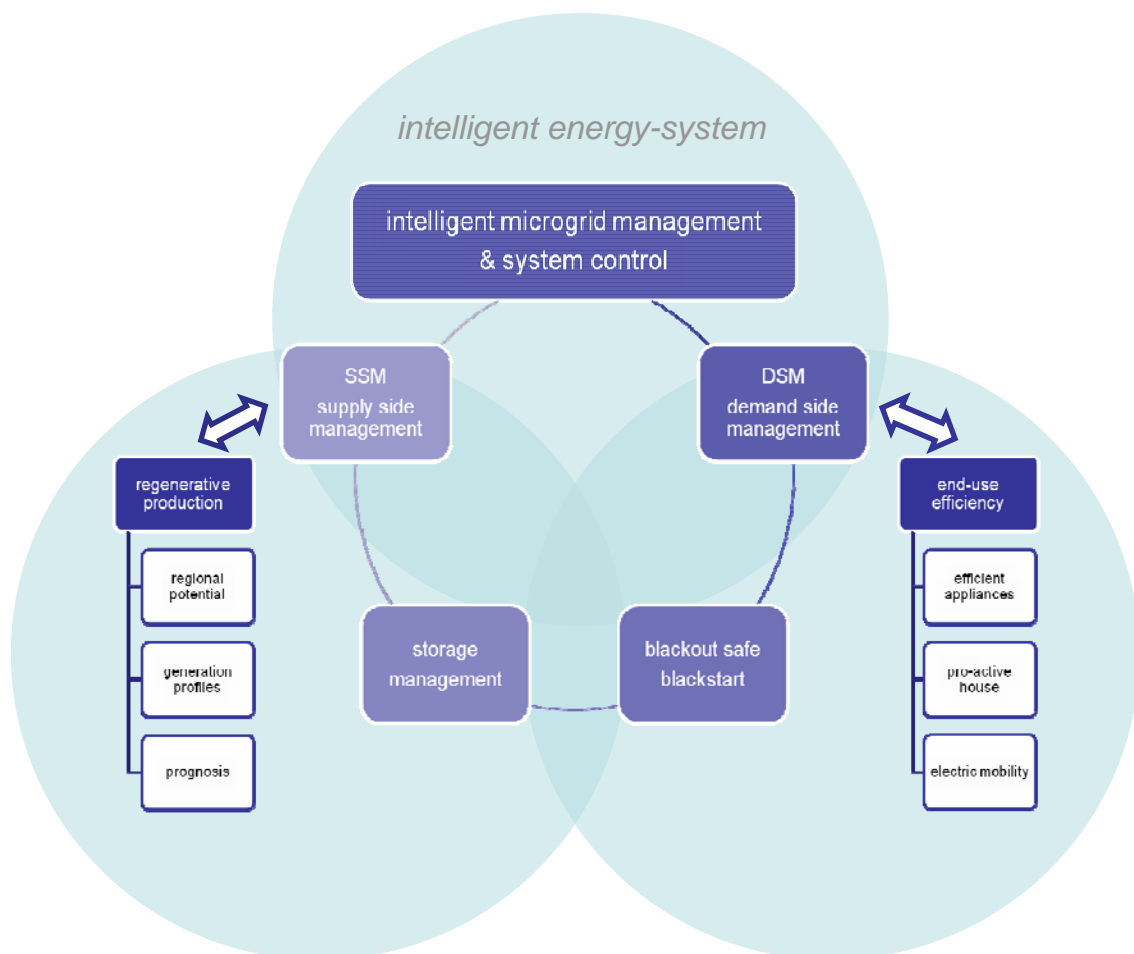 intelligent energy-system
intelligent microgrid management
& system control
SSM
supply side
management
DSM
demand side
management
regenerative
production
end-use
efficiency
regional
potential
efficient
appliances
storage
management
blackout safe
blackstart
generation
profiles
pro-active
house
prognosis
electric mobility